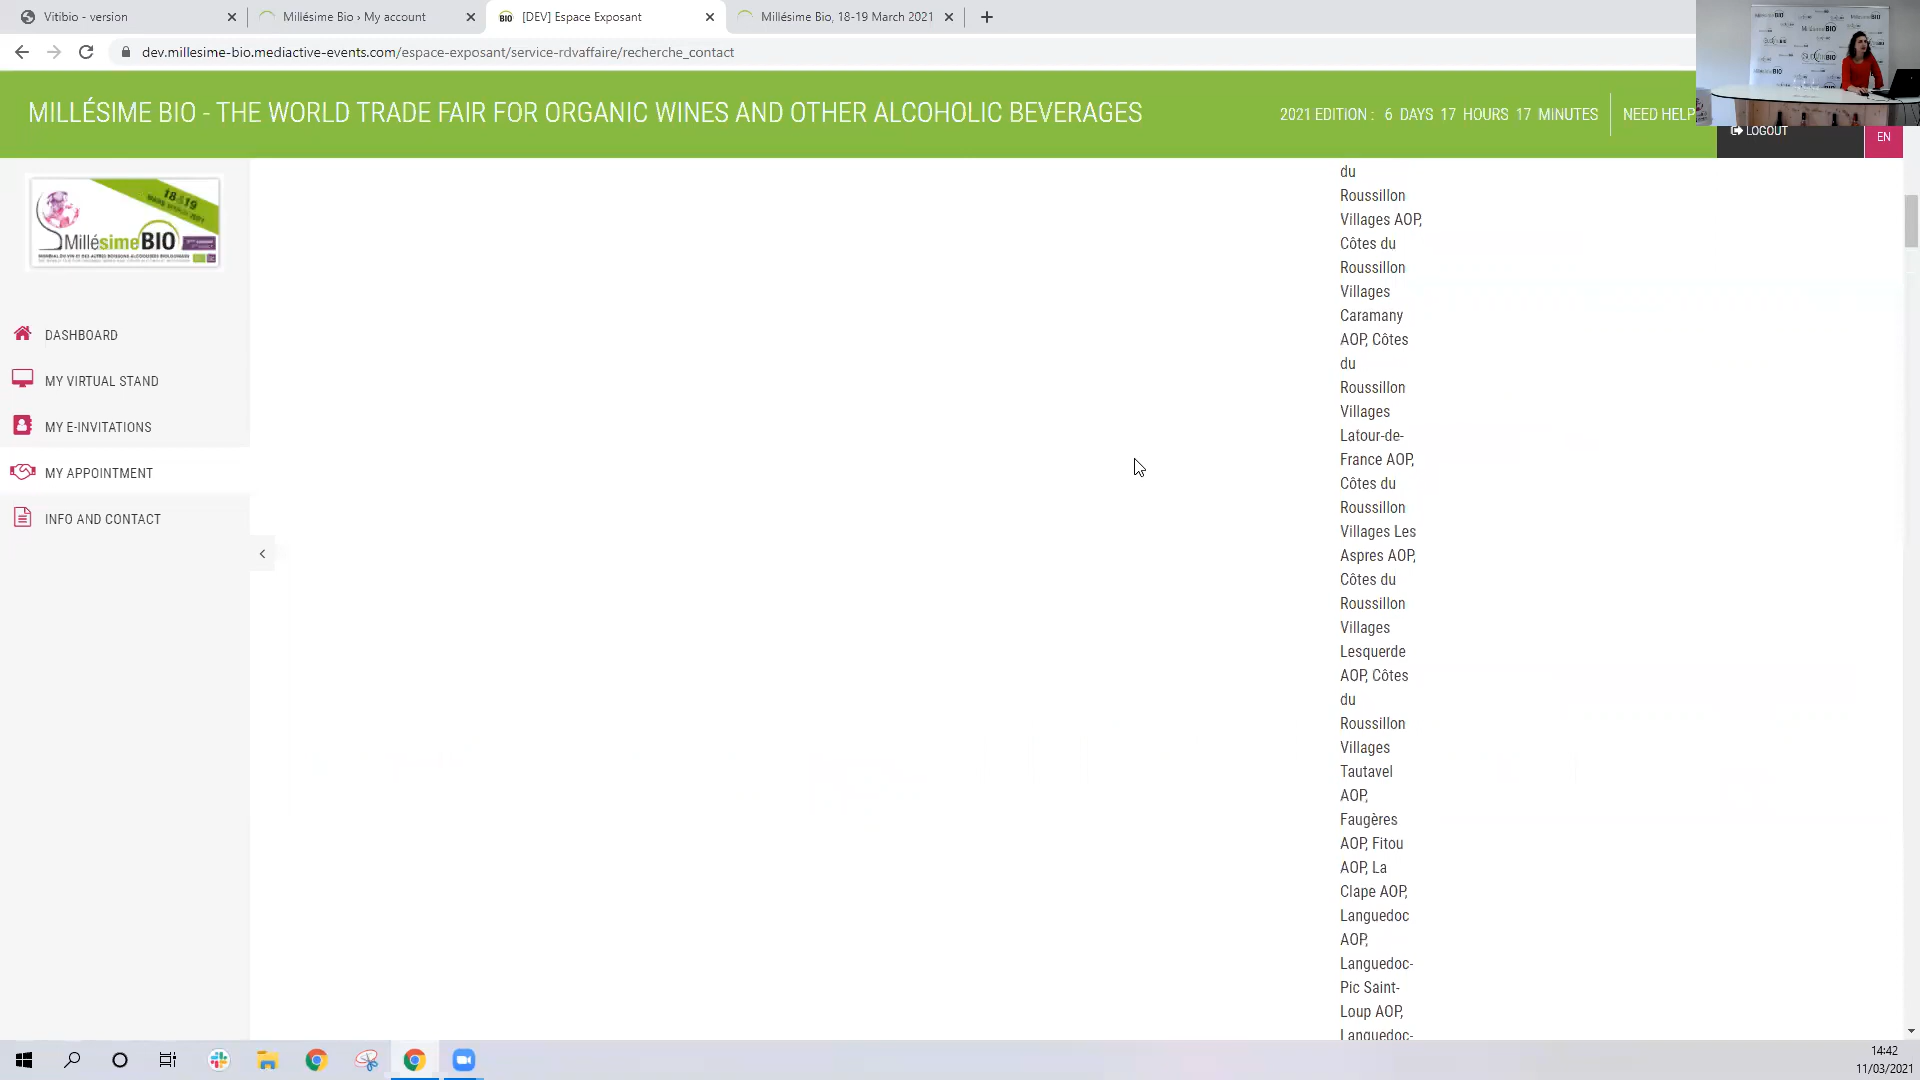 Vitibio - version
Millésime Bio › My account
[DEV] Espace Exposant
Millésime Bio, 18-19 March 2021
dev.millesime-bio.mediactive-events.com/espace-exposant/service-rdvaffaire/recherche_contact
MILLÉSIME BIO - THE WORLD TRADE FAIR FOR ORGANIC WINES AND OTHER ALCOHOLIC BEVERAGES
2021 EDITION : 6 DAYS 17 HOURS 17 MINUTES
NEED HELP
LOGOUT
EN
MillésimeBIO
DASHBOARD
MY VIRTUAL STAND
MY E-INVITATIONS
MY APPOINTMENT
INFO AND CONTACT
du
Roussillon
Villages AOP,
Côtes du
Roussillon
Villages
Caramany
AOP, Côtes
du
Roussillon
Villages
Latour-de-
France AOP,
Côtes du
Roussillon
Villages Les
Aspres AOP,
Côtes du
Roussillon
Villages
Lesquerde
AOP, Côtes
du
Roussillon
Villages
Tautavel
AOP,
Faugères
AOP, Fitou
AOP, La
Clape AOP,
Languedoc
AOP,
Languedoc-
Pic Saint-
Loup AOP,
Languedoc-
14:42
11/03/2021